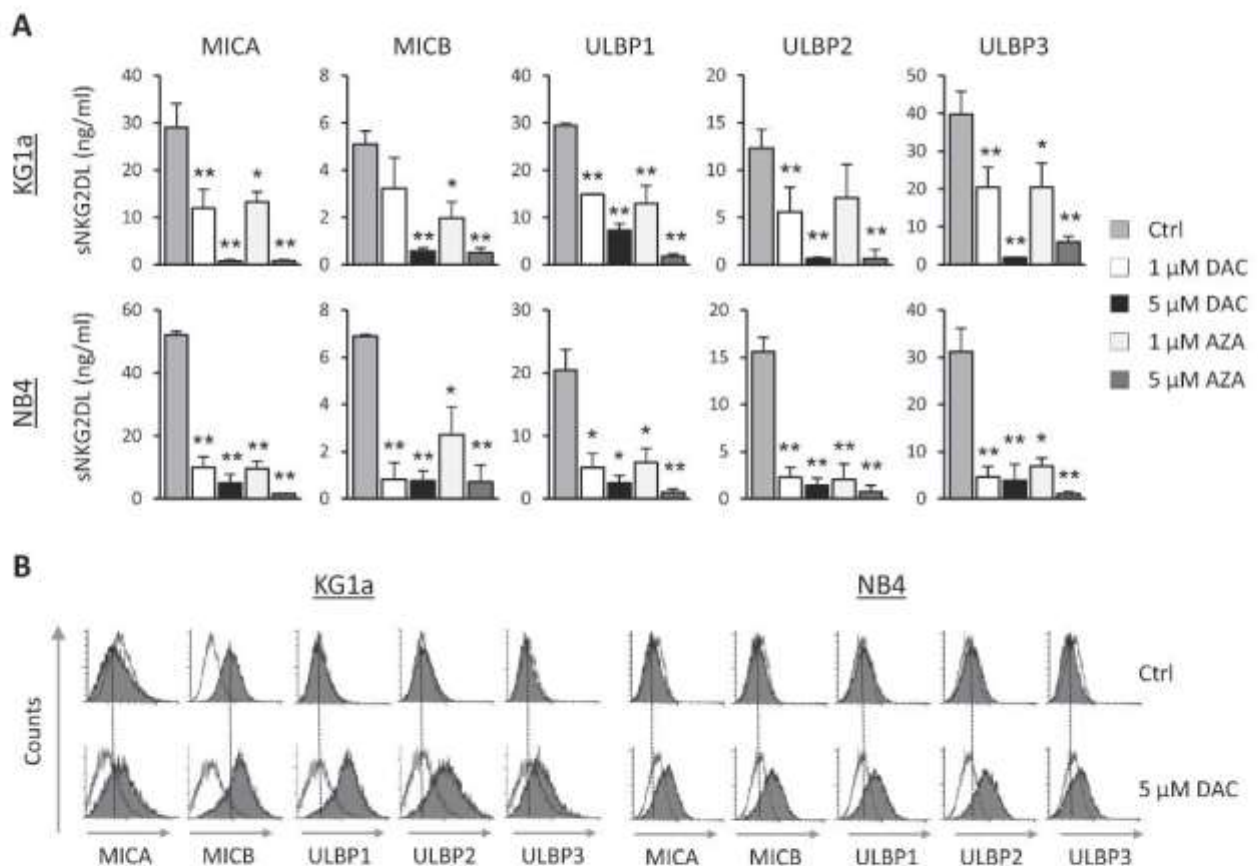 A
MICA MICB ULBP1 ULBP2 ULBP3
KG1a
sNKG2DL (ng/ml)
40 30 20 10 0
** ** * **
8 6 4 2 0
** * **
40 30 20 10 0
** ** ** **
20 15 10 5 0
** ** **
50 40 30 20 10 0
** ** * **
NB4
sNKG2DL (ng/ml)
60 40 20 0
** ** ** **
8 6 4 2 0
** ** * **
30 20 10 0
* * * **
20 15 10 5 0
** ** ** **
40 30 20 10 0
** ** * **
Ctrl
1 µM DAC
5 µM DAC
1 µM AZA
5 µM AZA
B
KG1a NB4
Counts
Ctrl
5 µM DAC
MICA MICB ULBP1 ULBP2 ULBP3 MICA MICB ULBP1 ULBP2 ULBP3